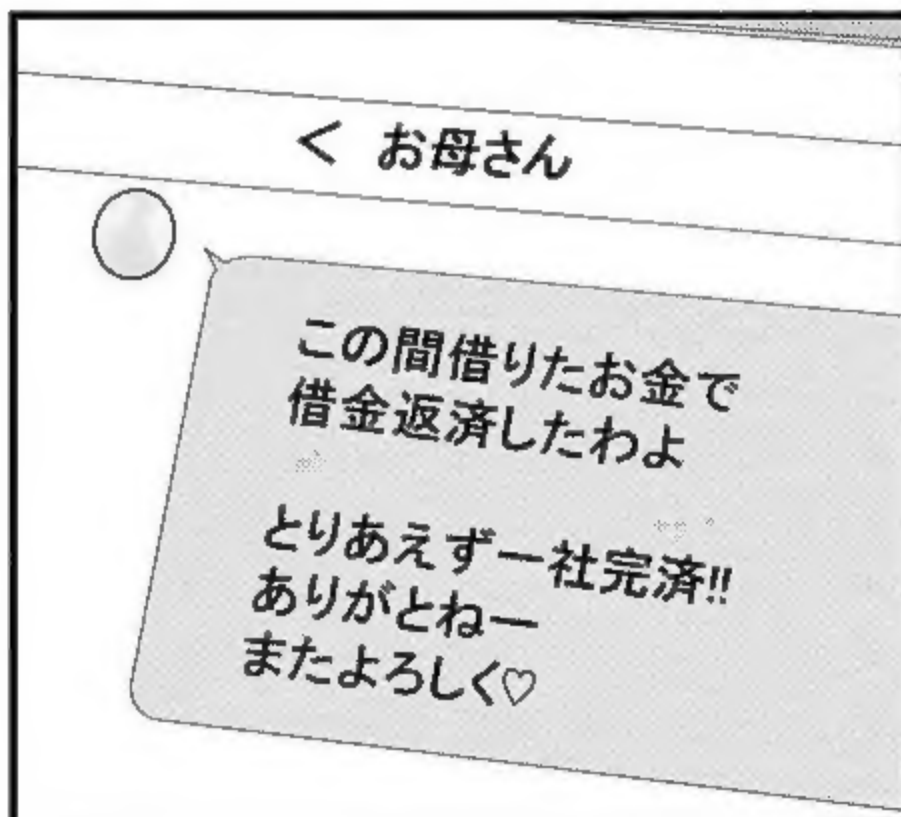 < お母さん
この間借りたお金で
借金返済したわよ
とりあえず一社完済!!
ありがとねー
またよろしく♡